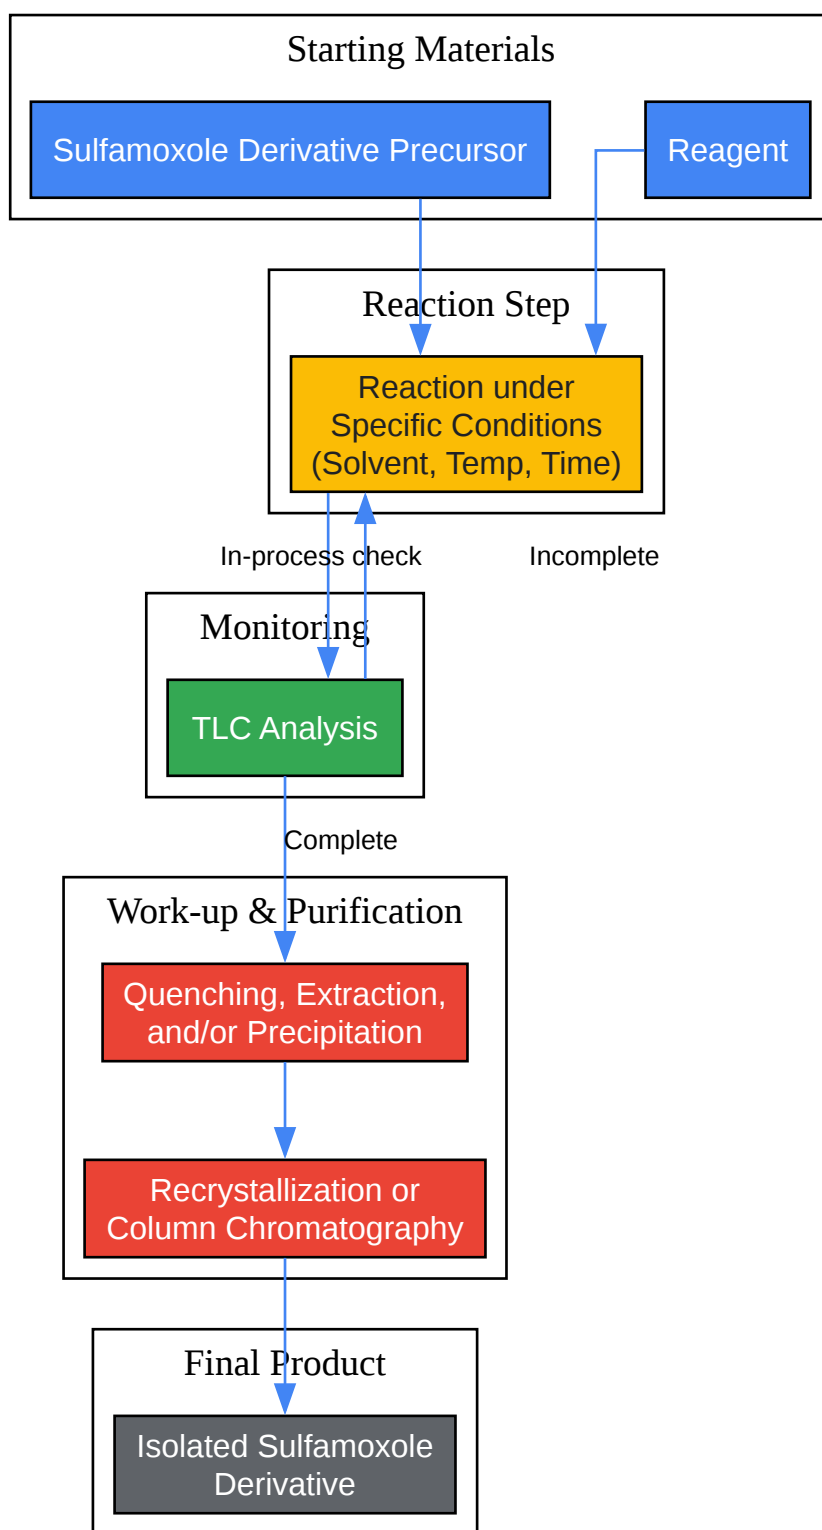 Starting Materials
Sulfamoxole Derivative Precursor
Reagent
Reaction Step
Reaction under
Specific Conditions
(Solvent, Temp, Time)
In-process check
Incomplete
Monitoring
TLC Analysis
Complete
Work-up & Purification
Quenching, Extraction,
and/or Precipitation
Recrystallization or
Column Chromatography
Final Product
Isolated Sulfamoxole
Derivative